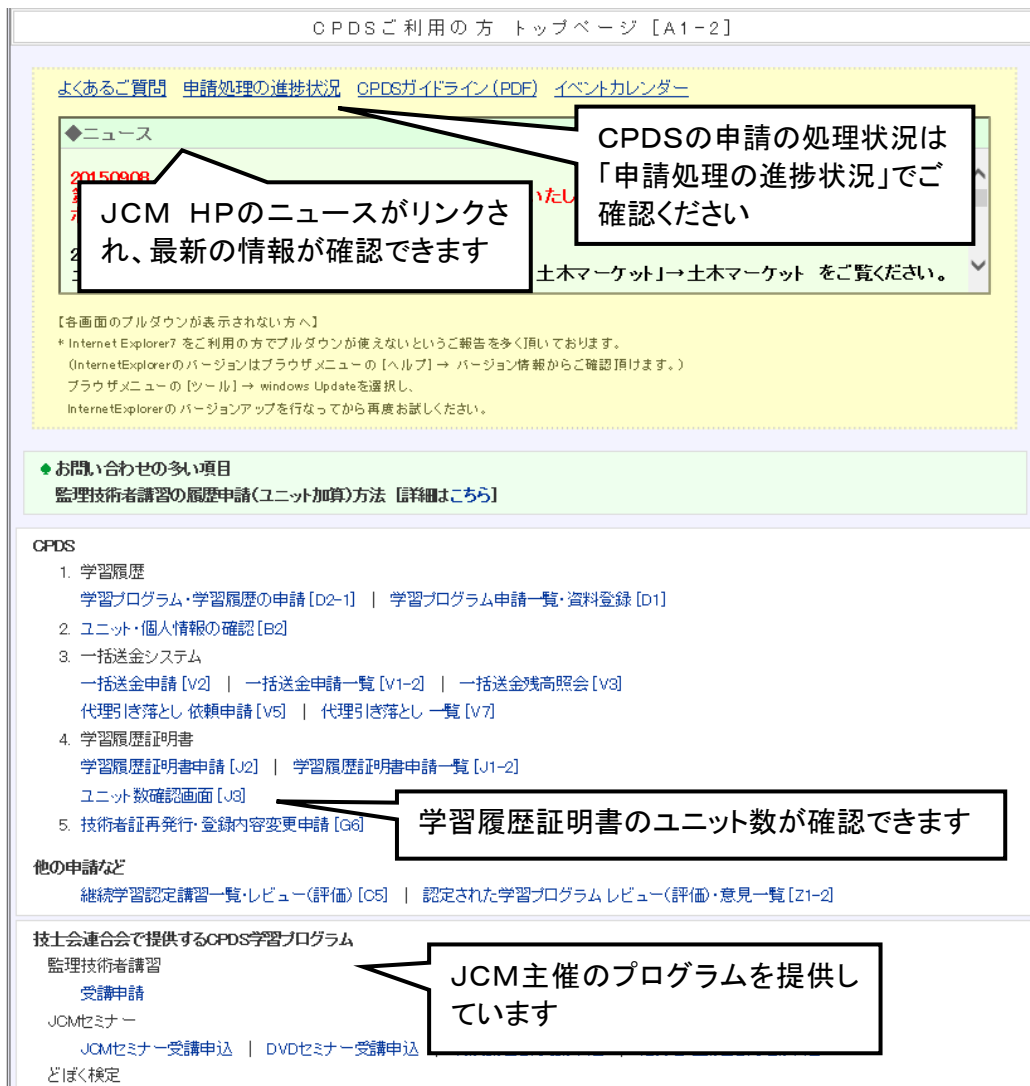 CPDSご利用の方 トップページ [A1-2]
よくあるご質問 申請処理の進捗状況 CPDSガイドライン(PDF) イベントカレンダー
◆ニュース
CPDSの申請の処理状況は
「申請処理の進捗状況」でご
確認ください
20150908
いたし
JCM HPのニュースがリンクさ
れ、最新の情報が確認できます
土木マーケット」→土木マーケット をご覧ください。
【各画面のプルダウンが表示されない方へ】
* Internet Explorer7 をご利用の方でプルダウンが使えないというご報告を多く頂いております。
(InternetExplorerのバージョンはブラウザメニューの [ヘルプ] → バージョン情報からご確認頂けます。)
ブラウザメニューの [ツール] → windows Updateを選択し、
InternetExplorerの バージョンアップを行なってから再度お試しください。
♠お問い合わせの多い項目
監理技術者講習の履歴申請(ユニット加算)方法 [詳細はこちら]
CPDS
1. 学習履歴
学習プログラム・学習履歴の申請 [D2-1] | 学習プログラム申請一覧・資料登録 [D1]
2. ユニット・個人情報の確認 [B2]
3. 一括送金システム
一括送金申請 [V2] | 一括送金申請一覧 [V1-2] | 一括送金残高照会 [V3]
代理引き落とし 依頼申請 [V5] | 代理引き落とし 一覧 [V7]
4. 学習履歴証明書
学習履歴証明書申請 [J2] | 学習履歴証明書申請一覧 [J1-2]
ユニット数確認画面 [J3]
学習履歴証明書のユニット数が確認できます
5. 技術者証再発行・登録内容変更申請 [G6]
他の申請など
継続学習認定講習一覧・レビュー(評価) [C5] | 認定された学習プログラム レビュー(評価)・意見一覧 [Z1-2]
技士会連合会で提供するCPDS学習プログラム
監理技術者講習
受講申請
JCM主催のプログラムを提供し
ています
JCMセミナー
JCMセミナー受講申込 | DVDセミナー受講申込
どぼく検定